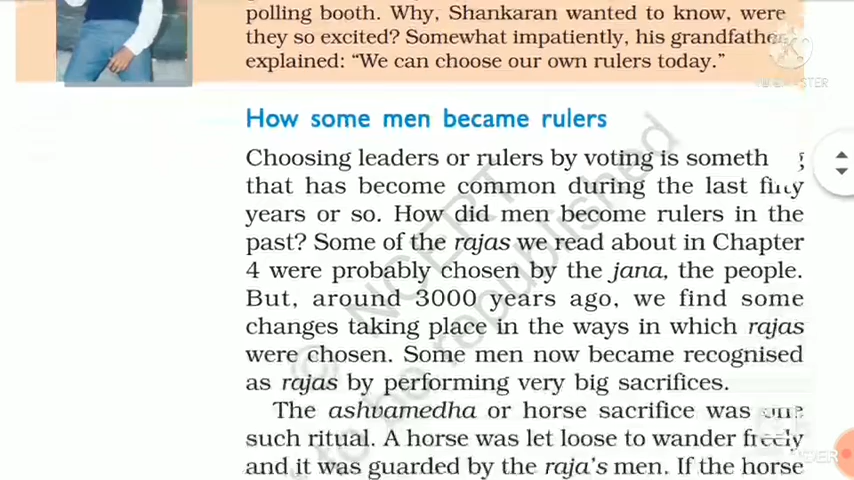 polling booth. Why, Shankaran wanted to know, were
they so excited? Somewhat impatiently, his grandfather
explained: “We can choose our own rulers today.”
How some men became rulers
Choosing leaders or rulers by voting is someth g
that has become common during the last fifty
years or so. How did men become rulers in the
past? Some of the rajas we read about in Chapter
4 were probably chosen by the jana, the people.
But, around 3000 years ago, we find some
changes taking place in the ways in which rajas
were chosen. Some men now became recognised
as rajas by performing very big sacrifices.
The ashvamedha or horse sacrifice was one
such ritual. A horse was let loose to wander freely
and it was guarded by the raja’s men. If the horse
© NCERT
to be republished